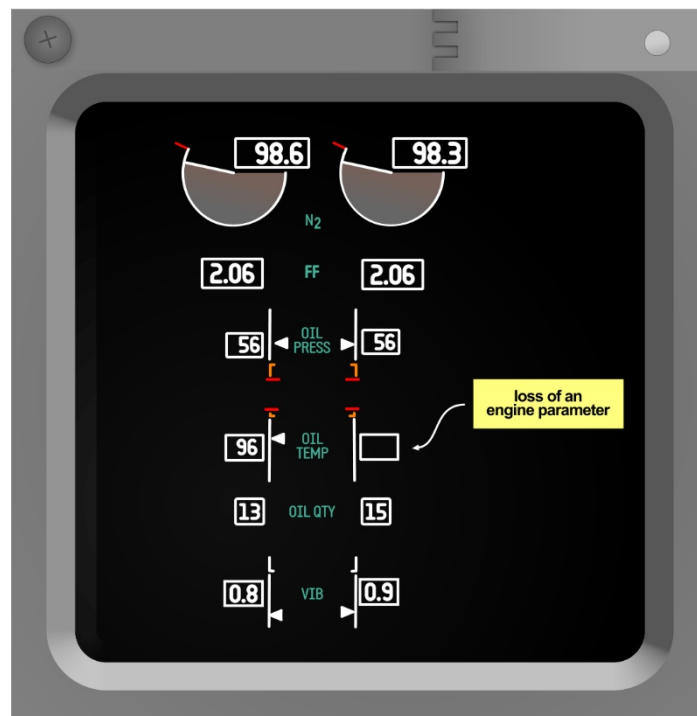 98.6 98.3
N2
2.06 FF 2.06
56 OIL PRESS 56
loss of an
engine parameter
96 OIL TEMP
13 OIL QTY 15
0.8 VIB 0.9